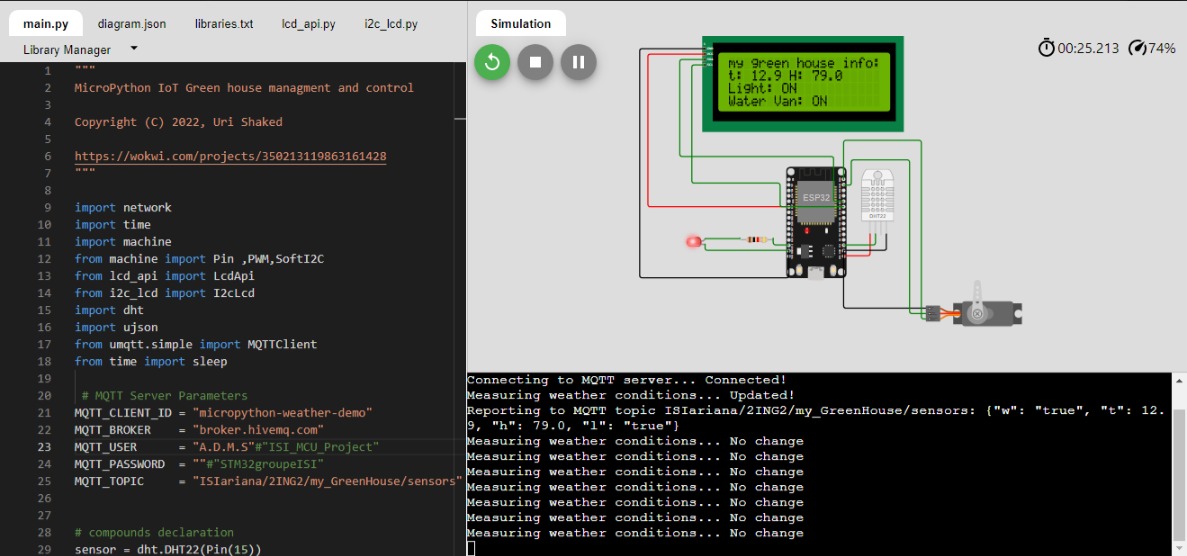 main.py diagram.json libraries.txt lcd_api.py i2c_lcd.py
Library Manager
1 """
2 MicroPython IoT Green house managment and control
3
4 Copyright (C) 2022, Uri Shaked
5
6 https://wokwi.com/projects/350213119863161428
7 """
8
9 import network
10 import time
11 import machine
12 from machine import Pin ,PWM,SoftI2C
13 from lcd_api import LcdApi
14 from i2c_lcd import I2cLcd
15 import dht
16 import ujson
17 from umqtt.simple import MQTTClient
18 from time import sleep
19
20 # MQTT Server Parameters
21 MQTT_CLIENT_ID = "micropython-weather-demo"
22 MQTT_BROKER = "broker.hivemq.com"
23 MQTT_USER = "A.D.M.S"#"ISI_MCU_Project"
24 MQTT_PASSWORD = ""#"STM32groupeISI"
25 MQTT_TOPIC = "ISIariana/2ING2/my_GreenHouse/sensors"
26
27
28 # compounds declaration
29 sensor = dht.DHT22(Pin(15))
Simulation
00:25.213 74%
my green house info:
t: 12.9 H: 79.0
Light: ON
Water Van: ON
ESP32
DHT22
Connecting to MQTT server... Connected!
Measuring weather conditions... Updated!
Reporting to MQTT topic ISIariana/2ING2/my_GreenHouse/sensors: {"w": "true", "t": 12.
9, "h": 79.0, "l": "true"}
Measuring weather conditions... No change
Measuring weather conditions... No change
Measuring weather conditions... No change
Measuring weather conditions... No change
Measuring weather conditions... No change
Measuring weather conditions... No change
Measuring weather conditions... No change